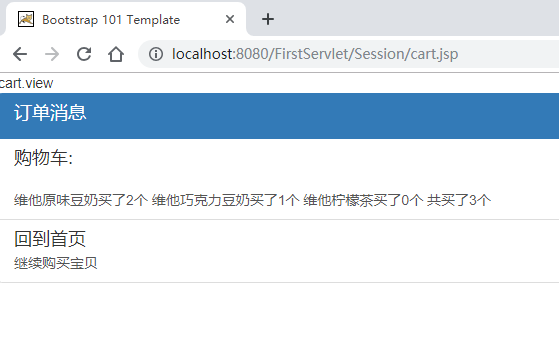 Bootstrap 101 Template
localhost:8080/FirstServlet/Session/cart.jsp
cart.view
订单消息
购物车:
维他原味豆奶买了2个 维他巧克力豆奶买了1个 维他柠檬茶买了0个 共买了3个
回到首页
继续购买宝贝